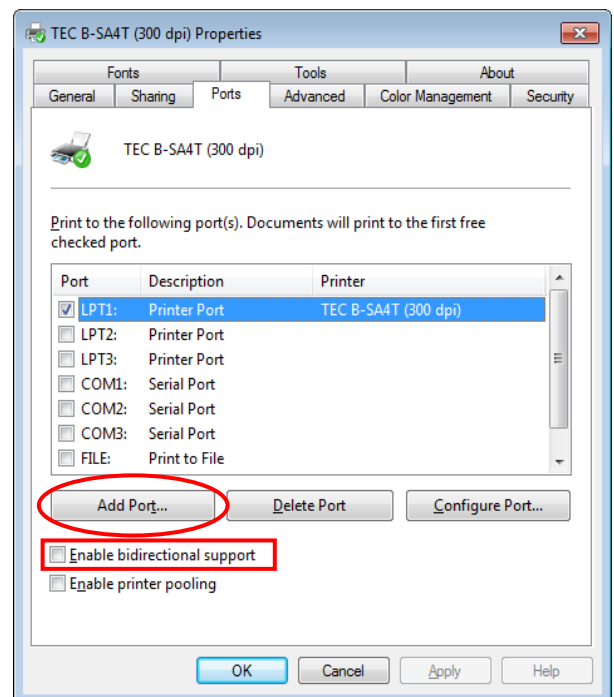 TEC B-SA4T (300 dpi) Properties
Fonts Tools About
General Sharing Ports Advanced Color Management Security
TEC B-SA4T (300 dpi)
Print to the following port(s). Documents will print to the first free
checked port.
Port Description Printer
LPT1: Printer Port TEC B-SA4T (300 dpi)
LPT2: Printer Port
LPT3: Printer Port
COM1: Serial Port
COM2: Serial Port
COM3: Serial Port
FILE: Print to File
Add Port... Delete Port Configure Port...
Enable bidirectional support
Enable printer pooling
OK Cancel Apply Help